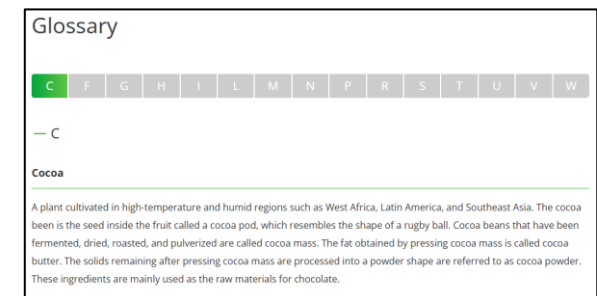 Glossary
C F G H I L M N P R S T U V W
— C
Cocoa
A plant cultivated in high-temperature and humid regions such as West Africa, Latin America, and Southeast Asia. The cocoa
been is the seed inside the fruit called a cocoa pod, which resembles the shape of a rugby ball. Cocoa beans that have been
fermented, dried, roasted, and pulverized are called cocoa mass. The fat obtained by pressing cocoa mass is called cocoa
butter. The solids remaining after pressing cocoa mass are processed into a powder shape are referred to as cocoa powder.
These ingredients are mainly used as the raw materials for chocolate.